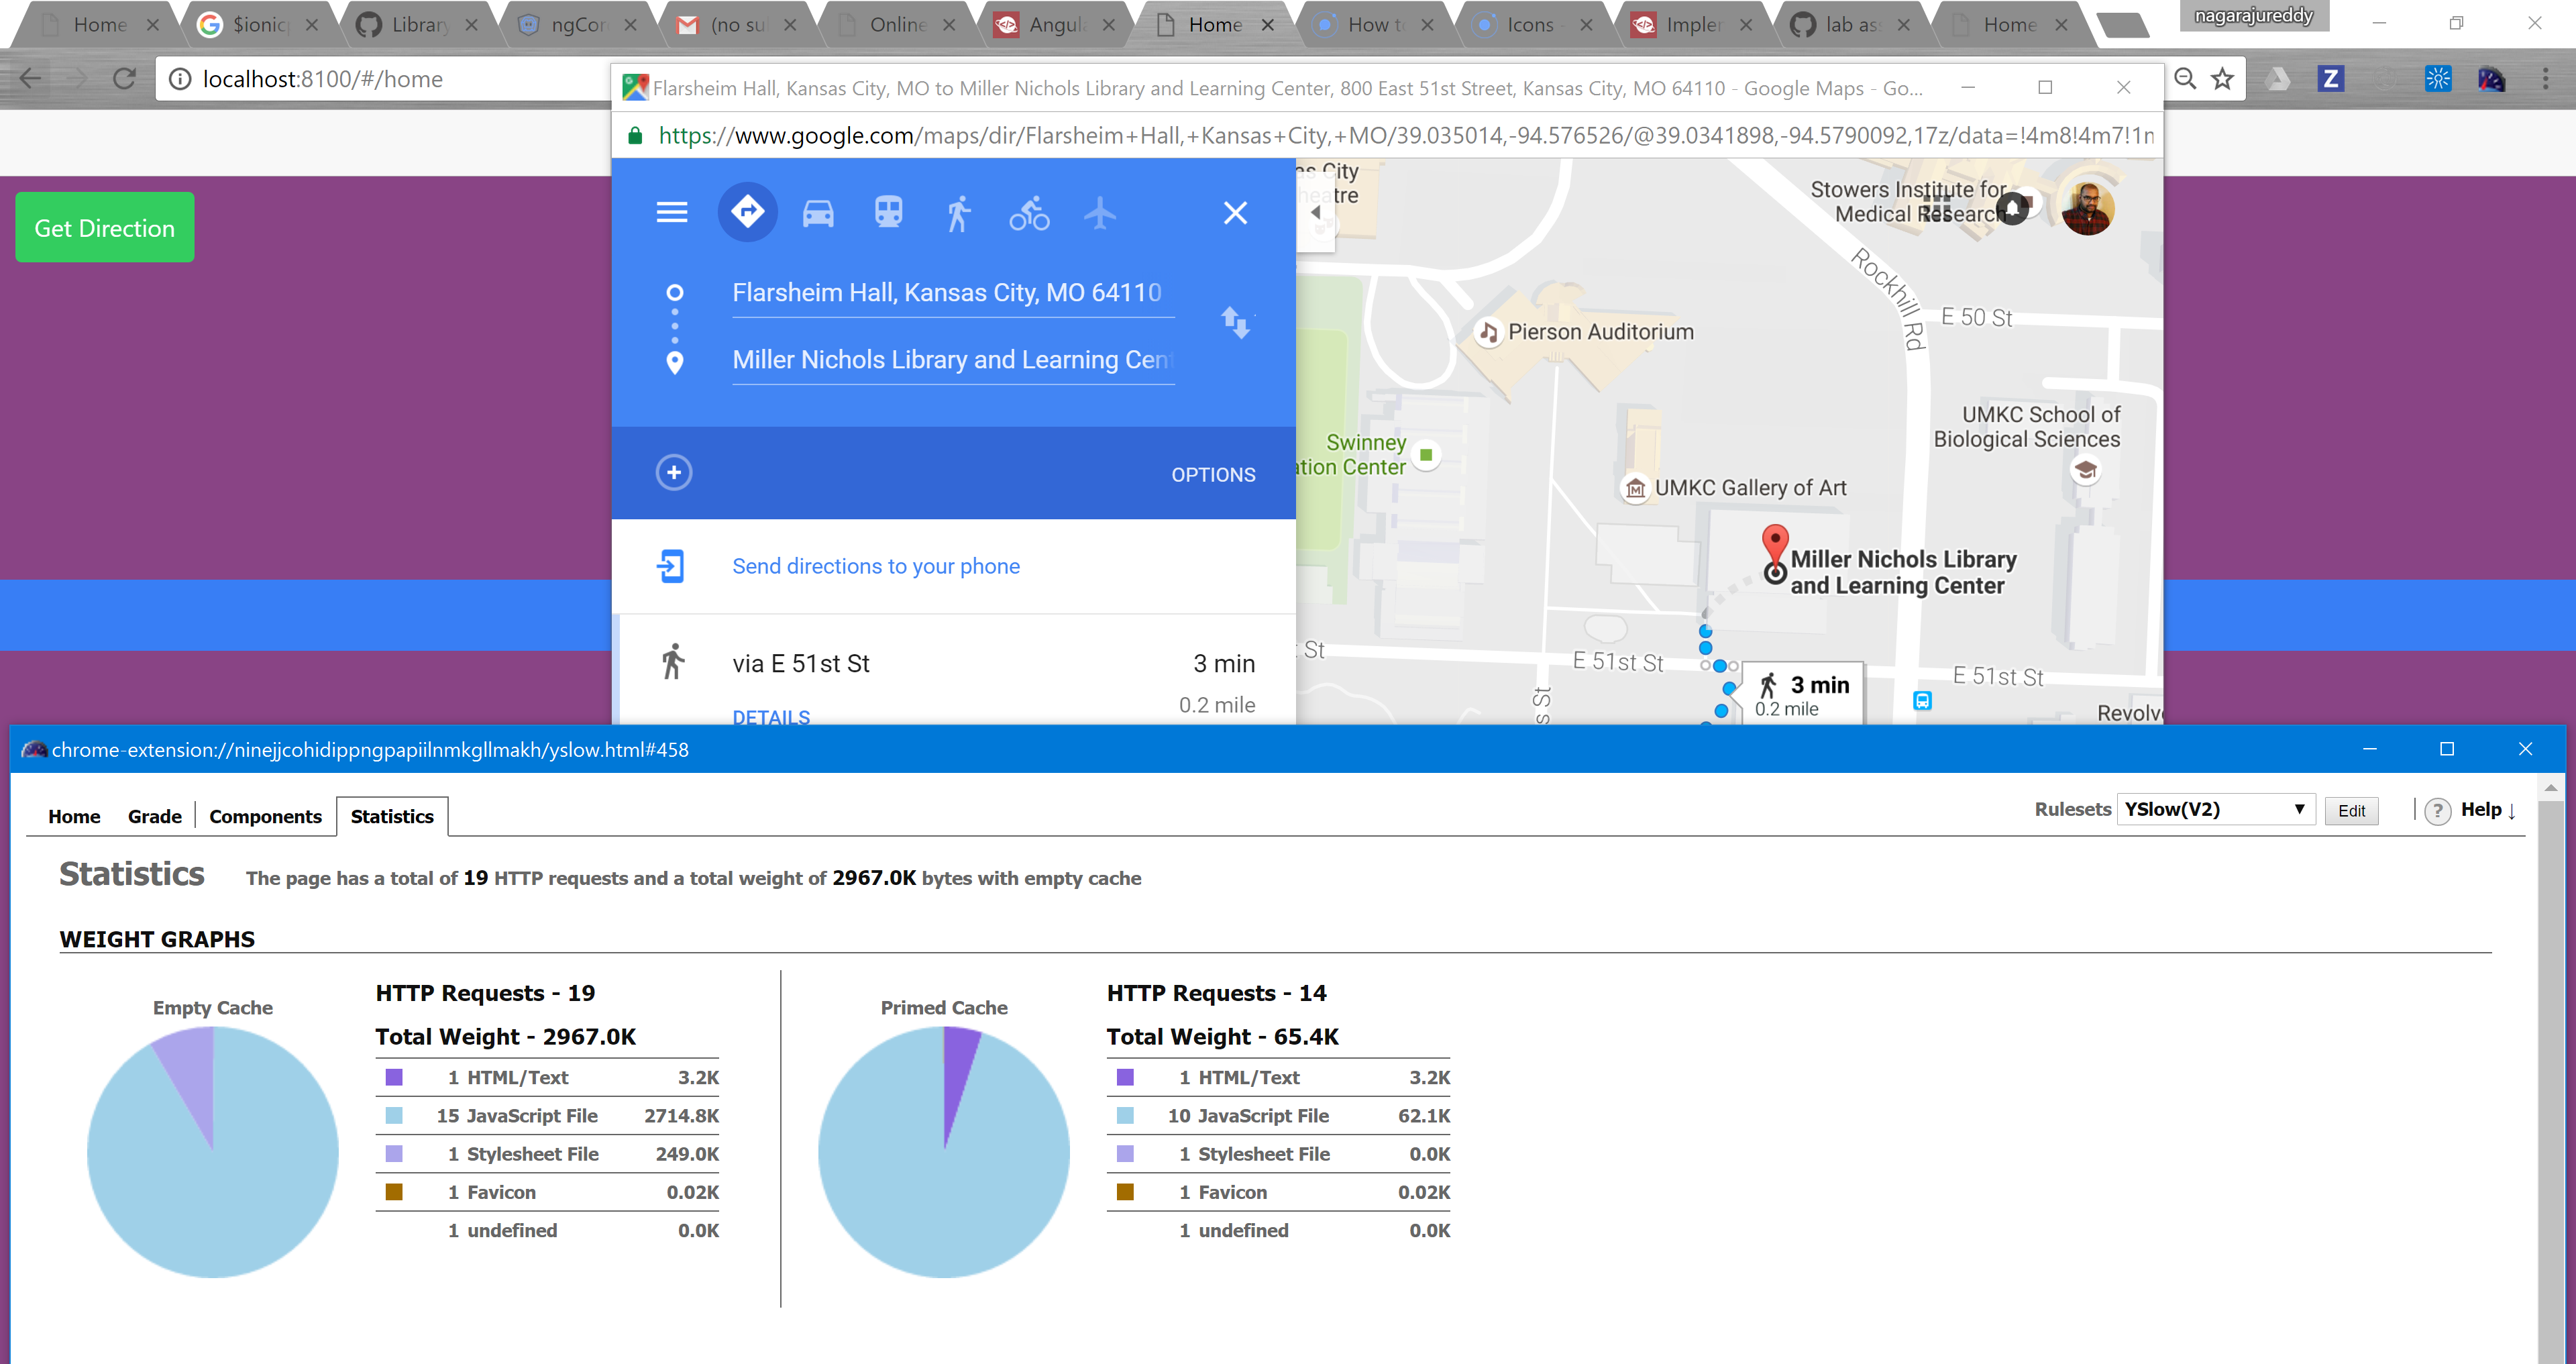 Home
$ionic
Library
ngCor
(no su
Online
Angula
Home
How to
Icons -
Implem
lab ass
Home
nagarajureddy
localhost:8100/#/home
Flarsheim Hall, Kansas City, MO to Miller Nichols Library and Learning Center, 800 East 51st Street, Kansas City, MO 64110 - Google Maps - Go...
https://www.google.com/maps/dir/Flarsheim+Hall,+Kansas+City,+MO/39.035014,-94.576526/@39.0341898,-94.5790092,17z/data=!4m8!4m7!1m
Get Direction
Flarsheim Hall, Kansas City, MO 64110
Miller Nichols Library and Learning Cen
OPTIONS
Send directions to your phone
via E 51st St
3 min
0.2 mile
DETAILS
as City
heatre
Stowers Institute for
Medical Research
Rockhill Rd
E 50 St
Pierson Auditorium
UMKC School of
Biological Sciences
Swinney
ation Center
UMKC Gallery of Art
Miller Nichols Library
and Learning Center
St
E 51st St
3 min
0.2 mile
E 51st St
s St
Revolv
chrome-extension://ninejjcohidippngpapiilnmkgllmakh/yslow.html#458
Home
Grade
Components
Statistics
Rulesets
YSlow(V2)
Edit
? Help ↓
Statistics
The page has a total of 19 HTTP requests and a total weight of 2967.0K bytes with empty cache
WEIGHT GRAPHS
Empty Cache
HTTP Requests - 19
Total Weight - 2967.0K
1 HTML/Text 3.2K
15 JavaScript File 2714.8K
1 Stylesheet File 249.0K
1 Favicon 0.02K
1 undefined 0.0K
Primed Cache
HTTP Requests - 14
Total Weight - 65.4K
1 HTML/Text 3.2K
10 JavaScript File 62.1K
1 Stylesheet File 0.0K
1 Favicon 0.02K
1 undefined 0.0K